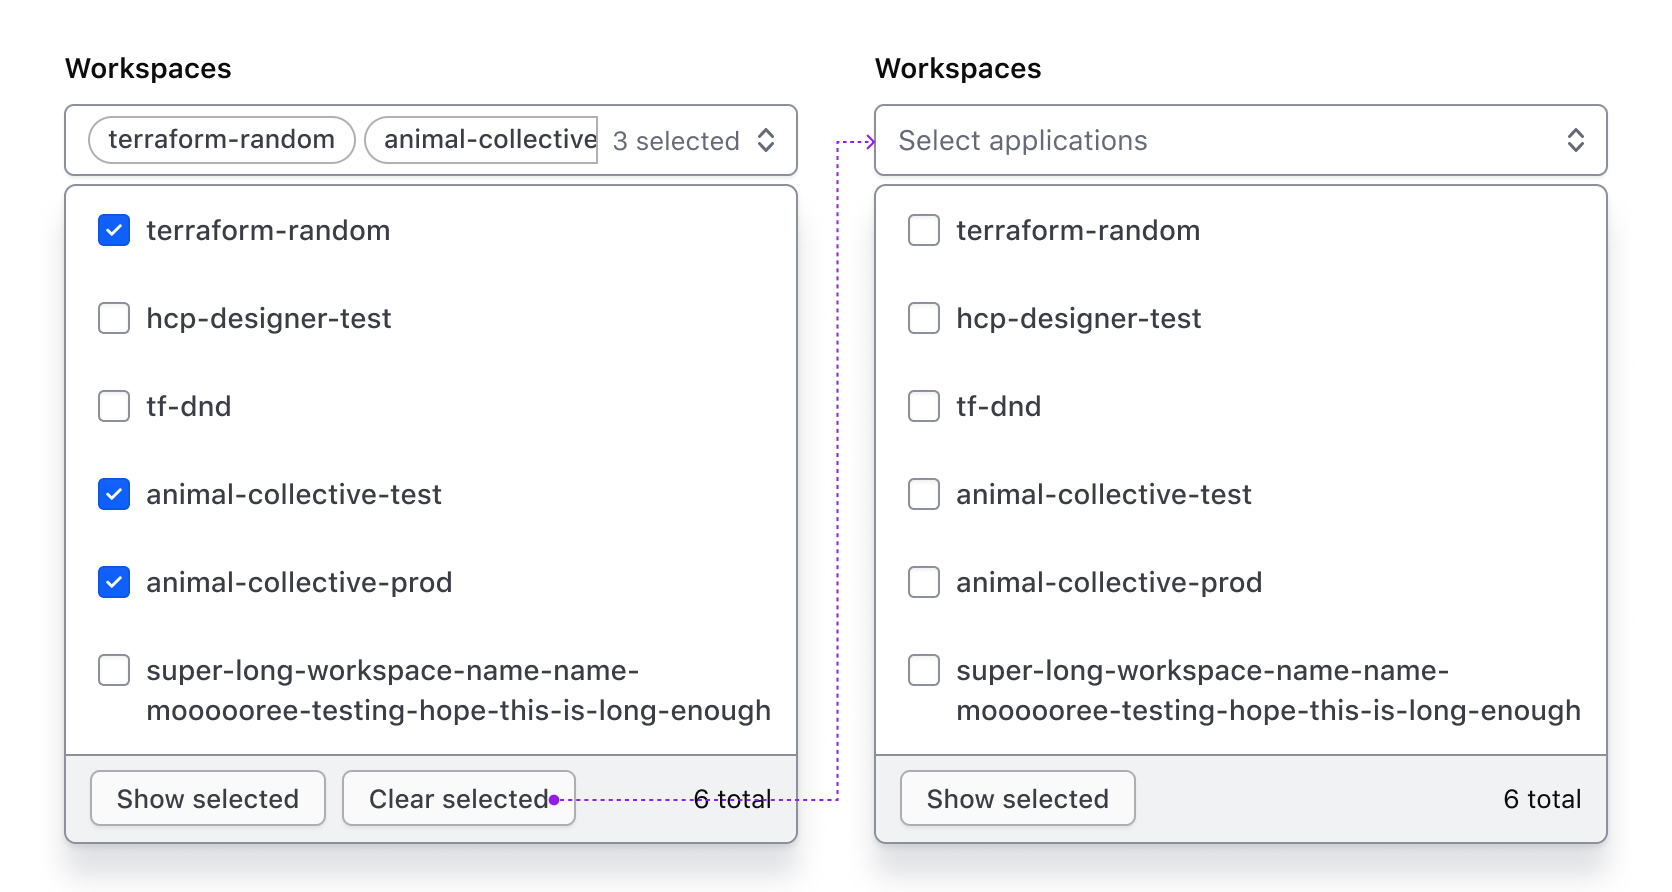 Workspaces
terraform-random animal-collective 3 selected
terraform-random
hcp-designer-test
tf-dnd
animal-collective-test
animal-collective-prod
super-long-workspace-name-name-
moooooree-testing-hope-this-is-long-enough
Show selected Clear selected 6 total
Workspaces
Select applications
terraform-random
hcp-designer-test
tf-dnd
animal-collective-test
animal-collective-prod
super-long-workspace-name-name-
moooooree-testing-hope-this-is-long-enough
Show selected 6 total